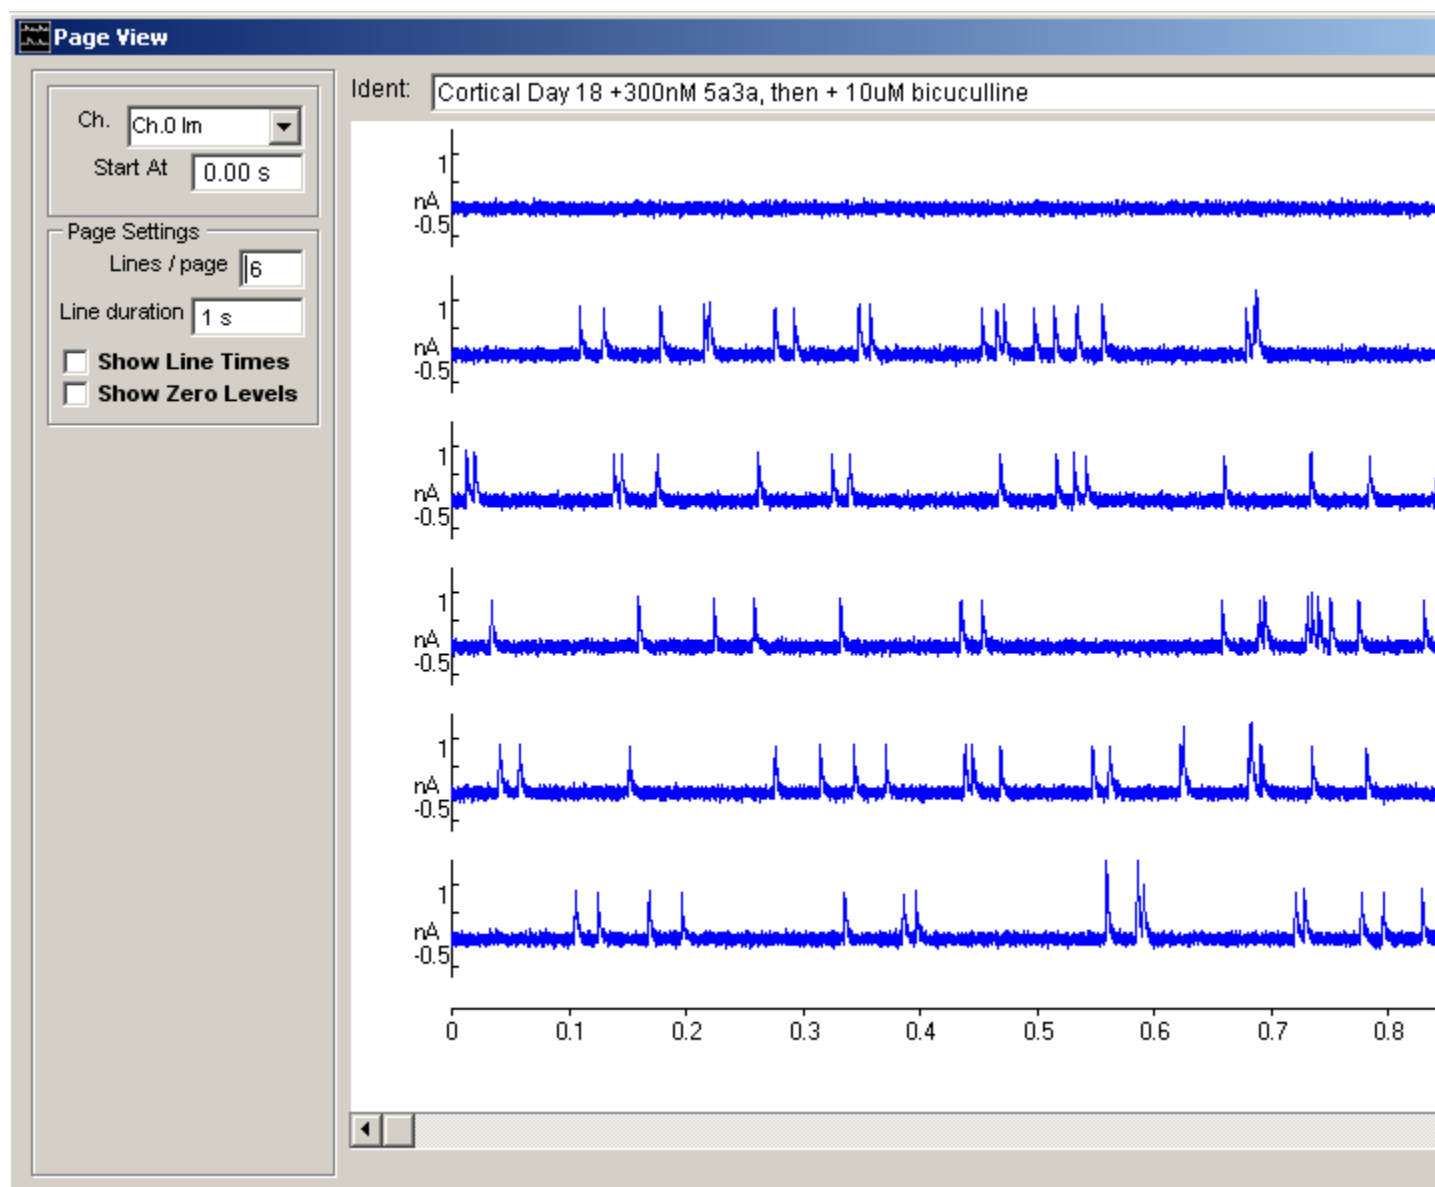 Page View
Ident: Cortical Day 18 +300nM 5a3a, then + 10uM bicuculline
Ch. Ch.0 Im
Start At 0.00 s
Page Settings
Lines / page 6
Line duration 1 s
Show Line Times
Show Zero Levels
1
nA
-0.5
1
nA
-0.5
1
nA
-0.5
1
nA
-0.5
1
nA
-0.5
1
nA
-0.5
0 0.1 0.2 0.3 0.4 0.5 0.6 0.7 0.8